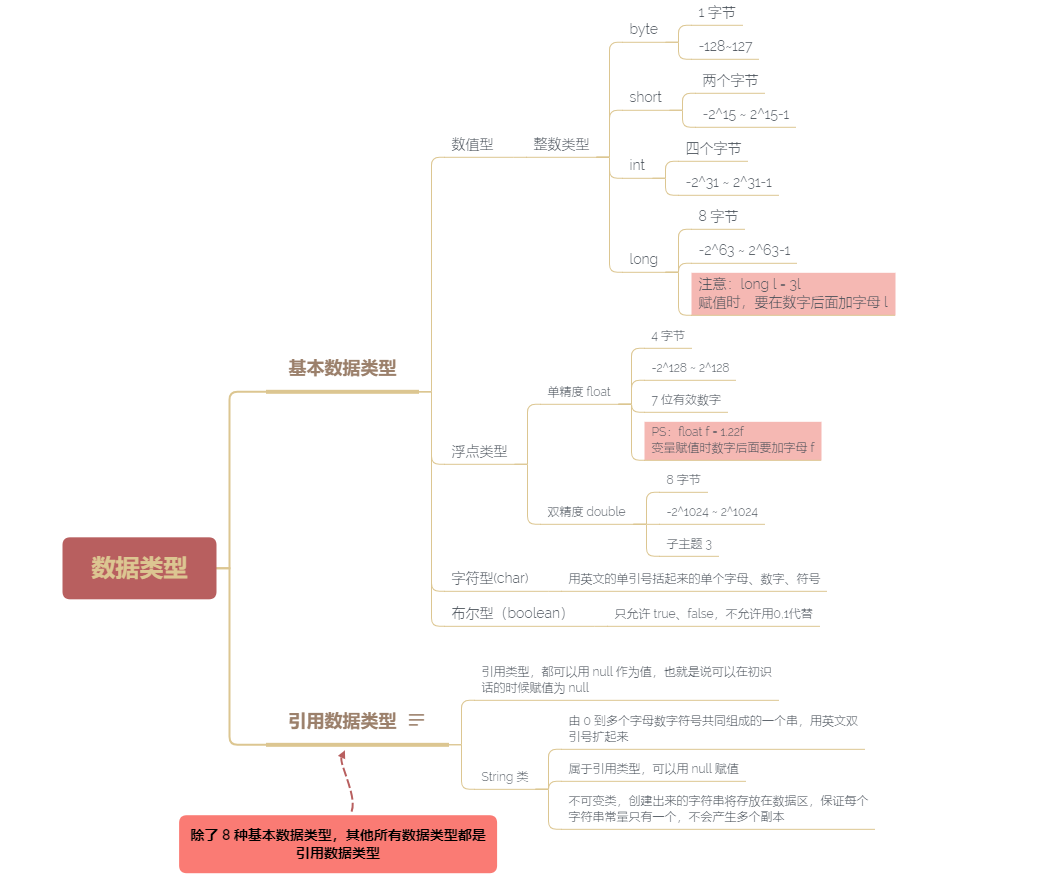 数据类型
基本数据类型
数值型
整数类型
byte
1 字节
-128~127
short
两个字节
-2^15 ~ 2^15-1
int
四个字节
-2^31 ~ 2^31-1
long
8 字节
-2^63 ~ 2^63-1
注意：long l = 3l
赋值时，要在数字后面加字母 l
浮点类型
单精度 float
4 字节
-2^128 ~ 2^128
7 位有效数字
PS：float f = 1.22f
变量赋值时数字后面要加字母 f
双精度 double
8 字节
-2^1024 ~ 2^1024
子主题 3
字符型(char)
用英文的单引号括起来的单个字母、数字、符号
布尔型（boolean）
只允许 true、false，不允许用0,1代替
引用数据类型
引用类型，都可以用 null 作为值，也就是说可以在初识
话的时候赋值为 null
String 类
由 0 到多个字母数字符号共同组成的一个串，用英文双
引号扩起来
属于引用类型，可以用 null 赋值
不可变类，创建出来的字符串将存放在数据区，保证每个
字符串常量只有一个，不会产生多个副本
除了 8 种基本数据类型，其他所有数据类型都是
引用数据类型